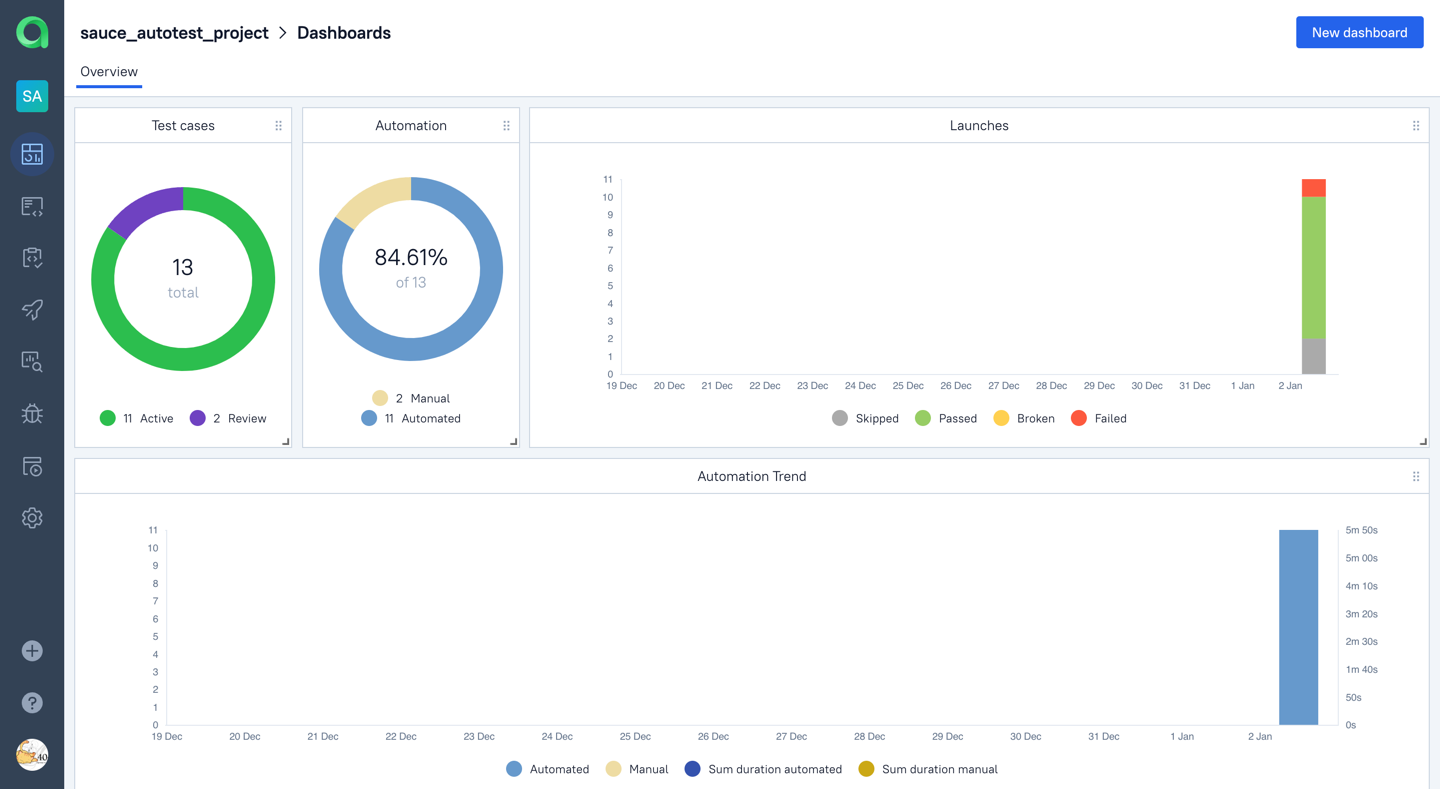 sauce_autotest_project > Dashboards
New dashboard
Overview
SA
Test cases
13
total
11 Active
2 Review
Automation
84.61%
of 13
2 Manual
11 Automated
Launches
11
10
9
8
7
6
5
4
3
2
1
0
19 Dec 20 Dec 21 Dec 22 Dec 23 Dec 24 Dec 25 Dec 26 Dec 27 Dec 28 Dec 29 Dec 30 Dec 31 Dec 1 Jan 2 Jan
Skipped Passed Broken Failed
Automation Trend
11
10
9
8
7
6
5
4
3
2
1
0
5m 50s
5m 00s
4m 10s
3m 20s
2m 30s
1m 40s
50s
0s
19 Dec 20 Dec 21 Dec 22 Dec 23 Dec 24 Dec 25 Dec 26 Dec 27 Dec 28 Dec 29 Dec 30 Dec 31 Dec 1 Jan 2 Jan
Automated Manual Sum duration automated Sum duration manual